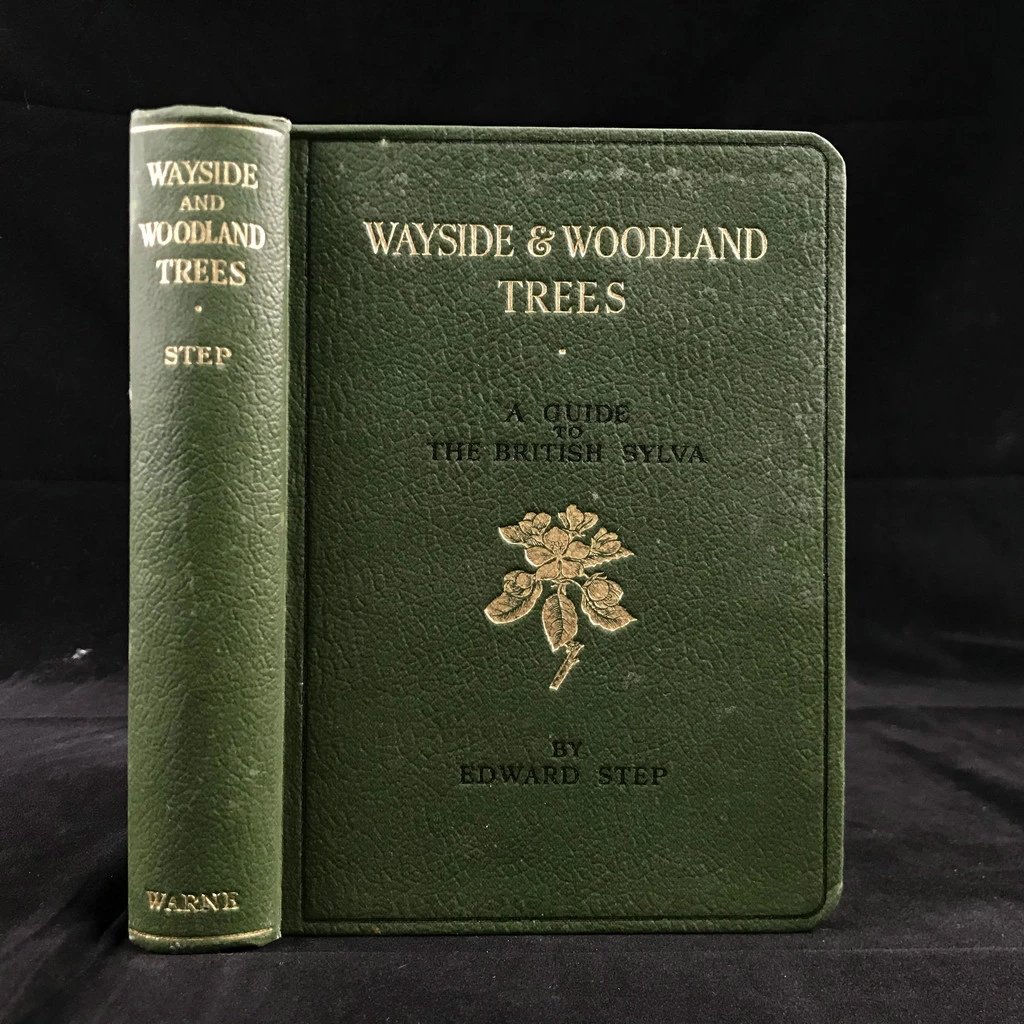 WAYSIDE
AND
WOODLAND
TREES
STEP
WARNE
WAYSIDE & WOODLAND
TREES
A GUIDE
TO
THE BRITISH SYLVA
BY
EDWARD STEP